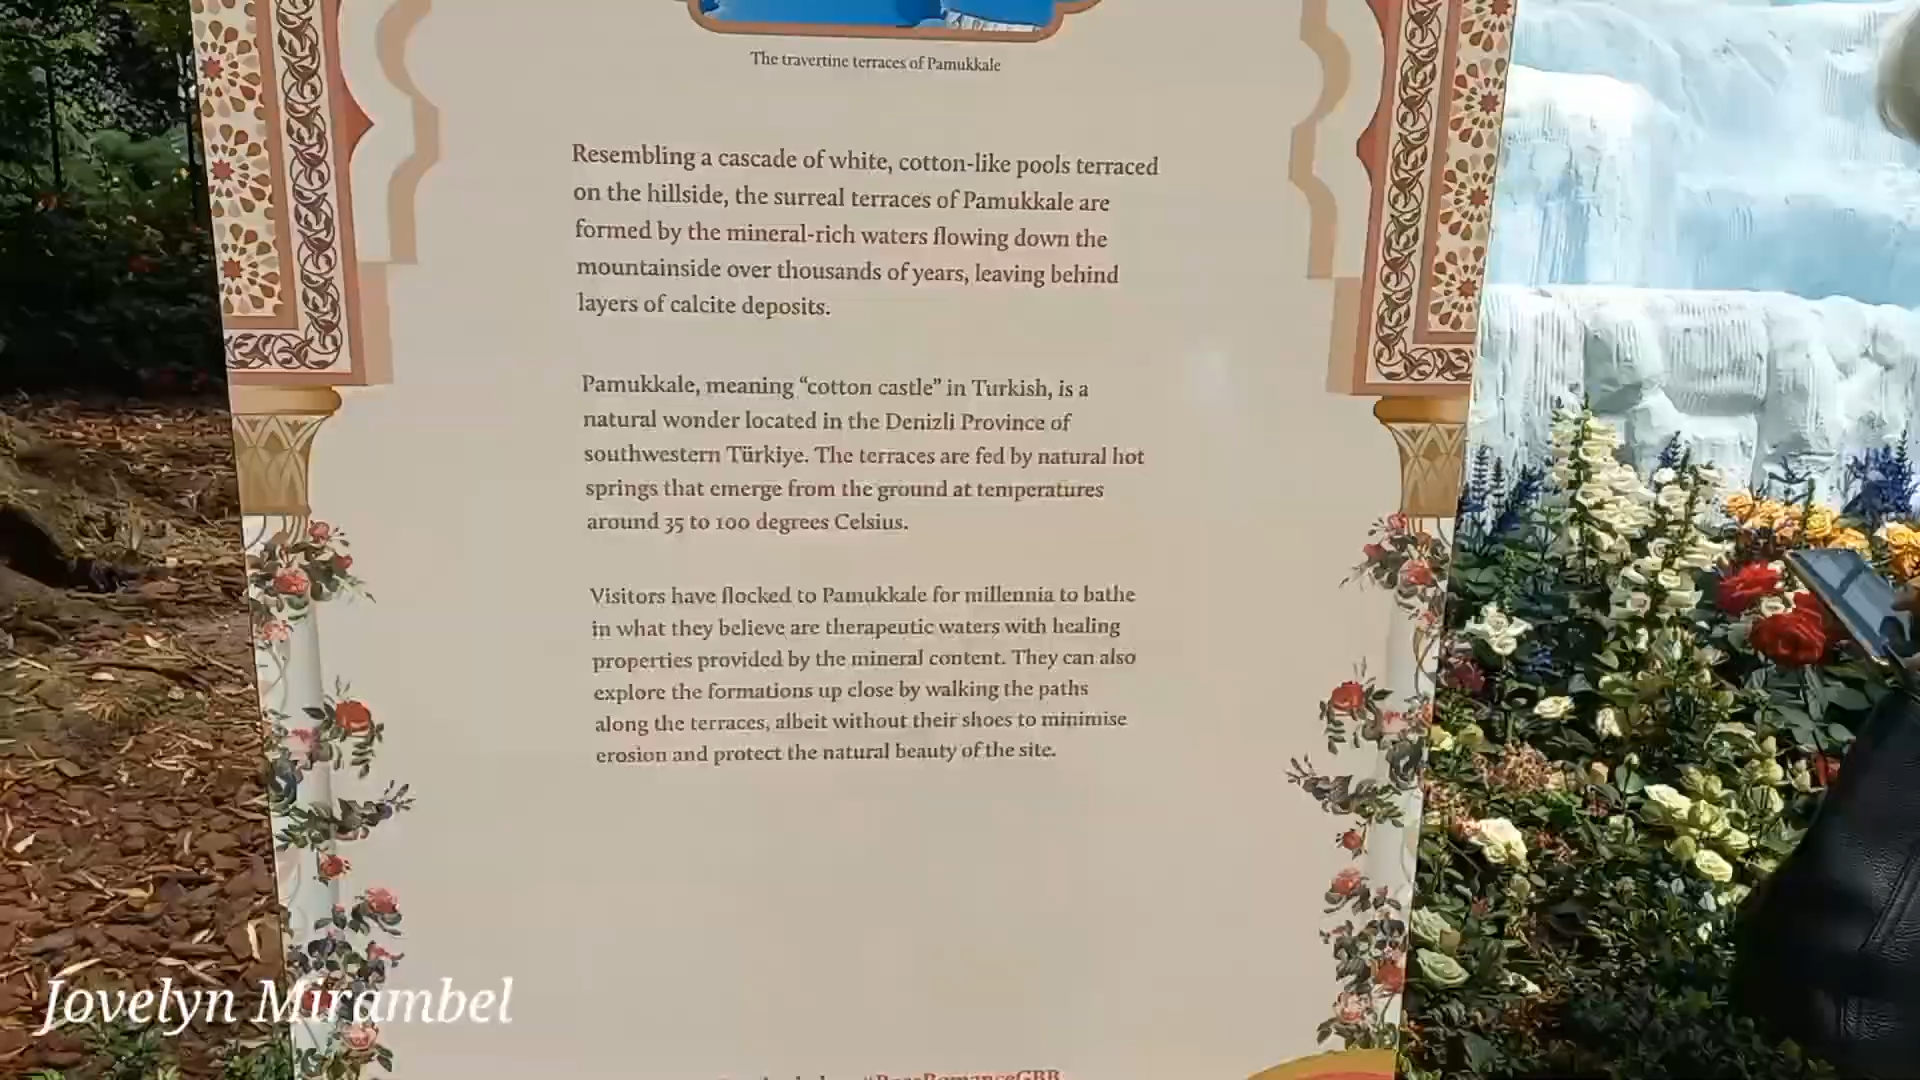 The travertine terraces of Pamukkale
Resembling a cascade of white, cotton-like pools terraced
on the hillside, the surreal terraces of Pamukkale are
formed by the mineral-rich waters flowing down the
mountainside over thousands of years, leaving behind
layers of calcite deposits.
Pamukkale, meaning “cotton castle” in Turkish, is a
natural wonder located in the Denizli Province of
southwestern Türkiye. The terraces are fed by natural hot
springs that emerge from the ground at temperatures
around 35 to 100 degrees Celsius.
Visitors have flocked to Pamukkale for millennia to bathe
in what they believe are therapeutic waters with healing
properties provided by the mineral content. They can also
explore the formations up close by walking the paths
along the terraces, albeit without their shoes to minimise
erosion and protect the natural beauty of the site.
Jovelyn Mirambel
#RoseRomanceGBB